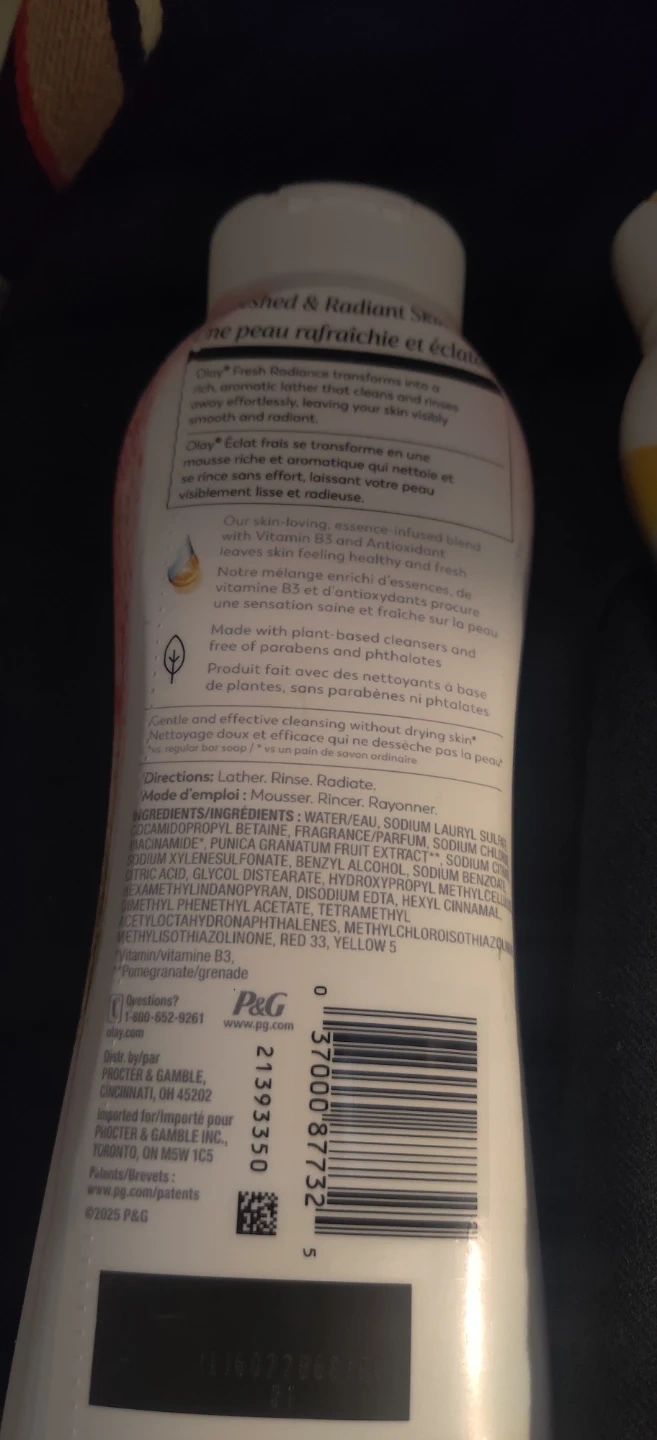 shed & Radiant
ne peau rafraîchie et
Olay® Fresh Radiance transforms into a
rich, aromatic lather that cleans and rinses
away effortlessly, leaving your skin visibly
smooth and radiant.
Olay® Éclat frais se transforme en une
mousse riche et aromatique qui nettoie et
se rince sans effort, laissant votre peau
visiblement lisse et radieuse.
Our skin-loving, essence-infused blend
with Vitamin B3 and Antioxidant
leaves skin feeling healthy and fresh
Notre mélange enrichi d'essences, de
vitamine B3 et d'antioxydants procure
une sensation saine et fraîche sur la peau
Made with plant-based cleansers and
free of parabens and phthalates
Produit fait avec des nettoyants à base
de plantes, sans parabènes ni phtalates
Gentle and effective cleansing without drying skin*
Nettoyage doux et efficace qui ne dessèche pas la peau*
*vs. regular bar soap / * vs un pain de savon ordinaire
Directions: Lather. Rinse. Radiate.
Mode d'emploi : Mousser. Rincer. Rayonner.
INGREDIENTS/INGRÉDIENTS : WATER/EAU, SODIUM LAURYL
COCAMIDOPROPYL BETAINE, FRAGRANCE/PARFUM, SODIUM
NIACINAMIDE*, PUNICA GRANATUM FRUIT EXTRACT**, SODIUM
SODIUM XYLENESULFONATE, BENZYL ALCOHOL, SODIUM
CITRIC ACID, GLYCOL DISTEARATE, HYDROXYPROPYL
HEXAMETHYLINDANOPYRAN, DISODIUM EDTA, HEXYL CINNAMAL,
DIMETHYL PHENETHYL ACETATE, TETRAMETHYL
ACETYLOCTAHYDRONAPHTHALENES,
METHYLISOTHIAZOLINONE, RED 33, YELLOW 5
*Vitamin/vitamine B3,
**Pomegranate/grenade
Questions?
1-800-652-9261
olay.com
P&G
www.pg.com
Distr. by/par
PROCTER & GAMBLE,
CINCINNATI, OH 45202
Imported for/Importé pour
PROCTER & GAMBLE INC.,
TORONTO, ON M5W 1C5
Patents/Brevets :
www.pg.com/patents
©2025 P&G
21393350
0 37000 87732 5
01